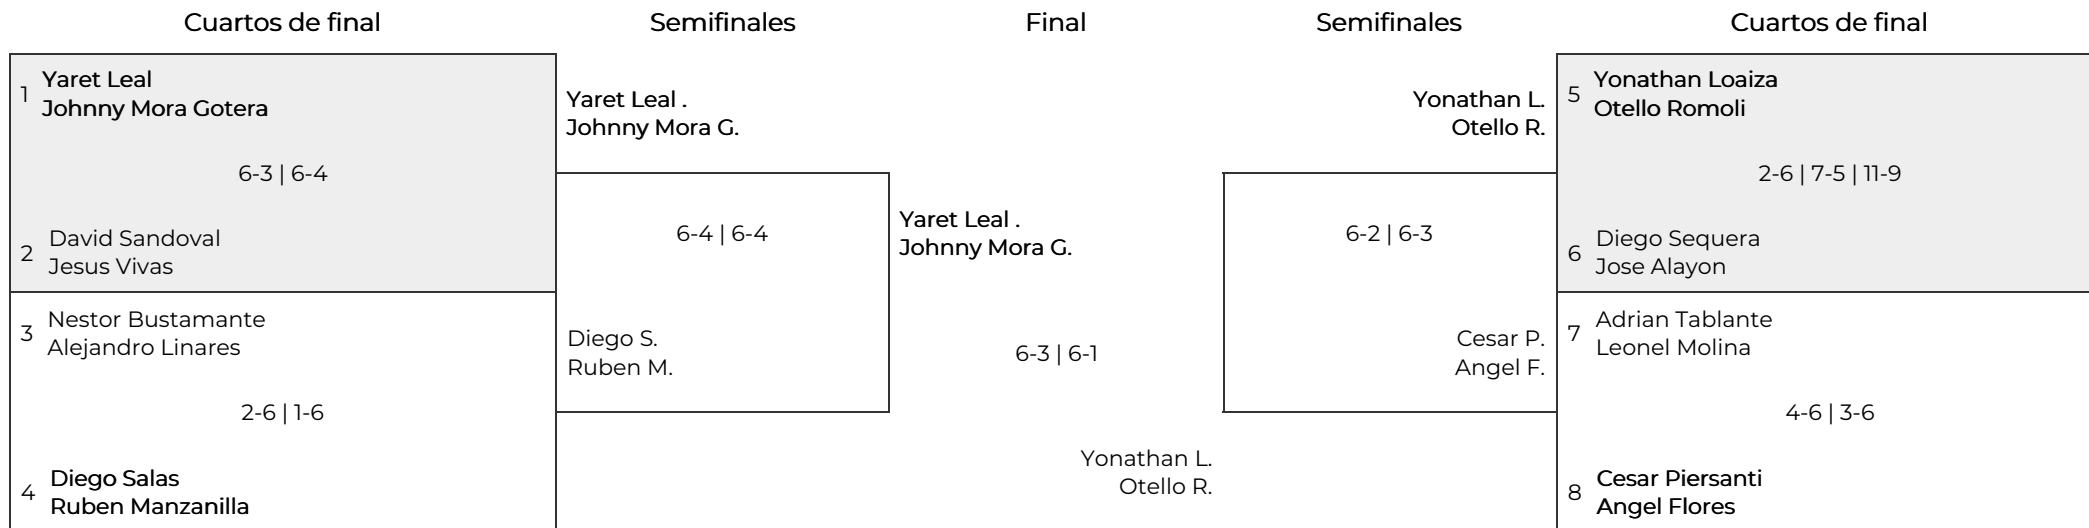 Cuartos de final
Semifinales
Final
Semifinales
Cuartos de final
1
Yaret Leal
Johnny Mora Gotera
6-3 | 6-4
2
David Sandoval
Jesus Vivas
3
Nestor Bustamante
Alejandro Linares
2-6 | 1-6
4
Diego Salas
Ruben Manzanilla
Yaret Leal .
Johnny Mora G.
6-4 | 6-4
Diego S.
Ruben M.
Yaret Leal .
Johnny Mora G.
6-3 | 6-1
Yonathan L.
Otello R.
Yonathan L.
Otello R.
6-2 | 6-3
Cesar P.
Angel F.
5
Yonathan Loaiza
Otello Romoli
2-6 | 7-5 | 11-9
6
Diego Sequera
Jose Alayon
7
Adrian Tablante
Leonel Molina
4-6 | 3-6
8
Cesar Piersanti
Angel Flores